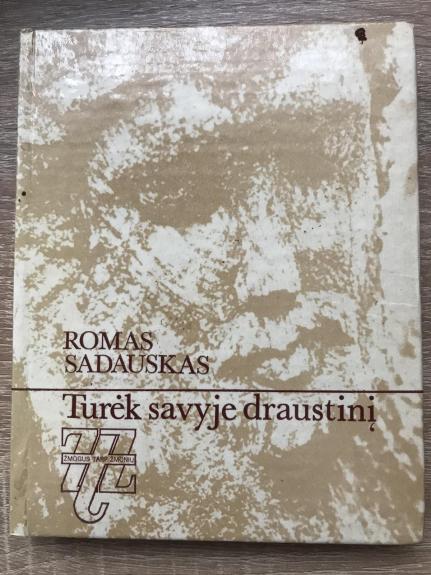 ROMAS
SADAUSKAS
Turėk savyje draustinį
ŽMOGUS TARP ŽMONIŲ